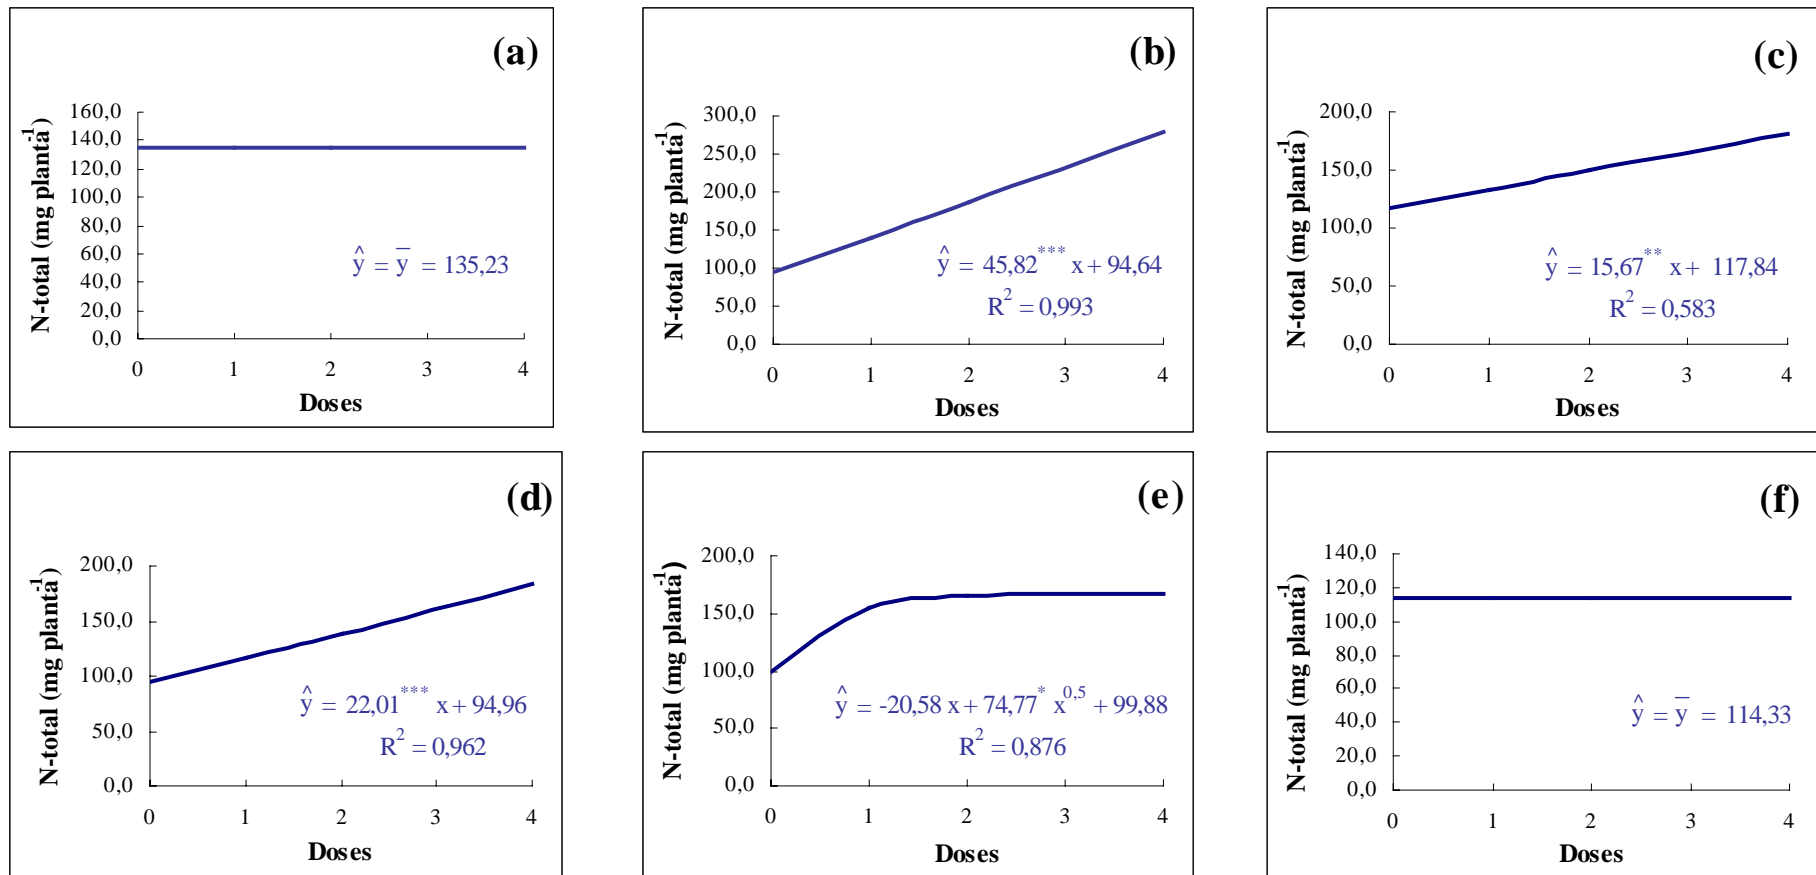 (a)
N-total (mg planta-1)
160,0
140,0
120,0
100,0
80,0
60,0
40,0
20,0
0,0
ŷ = y̅ = 135,23
0 1 2 3 4
Doses
(b)
N-total (mg planta-1)
300,0
250,0
200,0
150,0
100,0
50,0
0,0
ŷ = 45,82*** x + 94,64
R2 = 0,993
0 1 2 3 4
Doses
(c)
N-total (mg planta-1)
200,0
150,0
100,0
50,0
0,0
ŷ = 15,67** x + 117,84
R2 = 0,583
0 1 2 3 4
Doses
(d)
N-total (mg planta-1)
200,0
150,0
100,0
50,0
0,0
ŷ = 22,01*** x + 94,96
R2 = 0,962
0 1 2 3 4
Doses
(e)
N-total (mg planta-1)
200,0
150,0
100,0
50,0
0,0
ŷ = -20,58 x + 74,77* x0,5 + 99,88
R2 = 0,876
0 1 2 3 4
Doses
(f)
N-total (mg planta-1)
140,0
120,0
100,0
80,0
60,0
40,0
20,0
0,0
ŷ = y̅ = 114,33
0 1 2 3 4
Doses